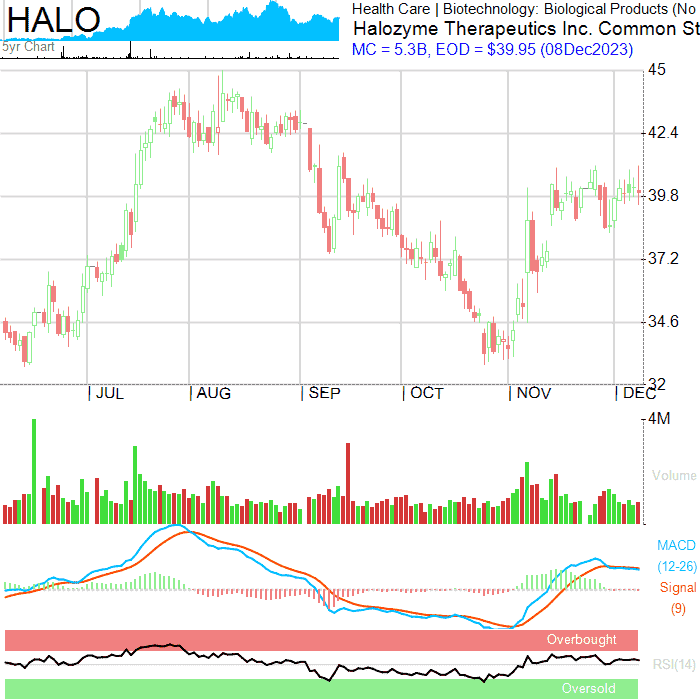 HALO
5yr Chart
Health Care | Biotechnology: Biological Products (No
Halozyme Therapeutics Inc. Common St
MC = 5.3B, EOD = $39.95 (08Dec2023)
45
42.4
39.8
37.2
34.6
32
JUL AUG SEP OCT NOV DEC
4M
Volume
MACD
(12-26)
Signal
(9)
Overbought
RSI(14)
Oversold